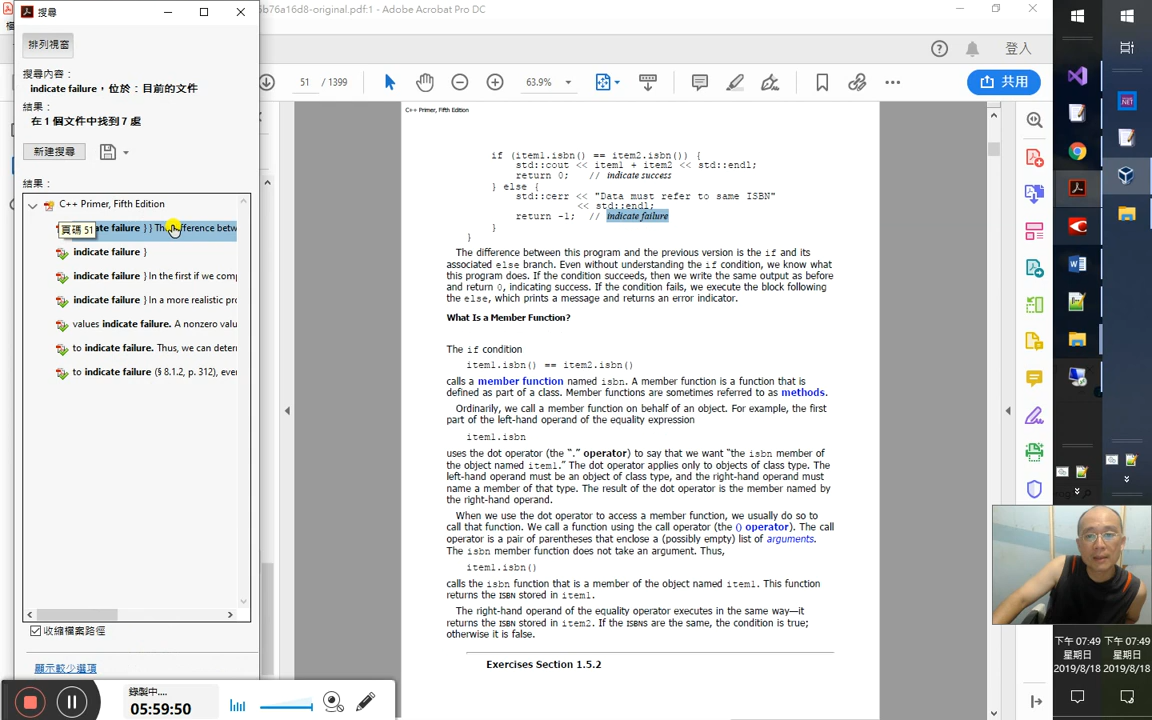 搜尋
5b76a16d8-original.pdf:1 - Adobe Acrobat Pro DC
排列視窗
登入
搜尋內容:
indicate failure，位於：目前的文件
結果：
在 1 個文件中找到 7 處
51 / 1399
63.9%
共用
新建搜尋
結果：
C++ Primer, Fifth Edition
indicate failure } } The difference betw
頁碼 51
indicate failure }
indicate failure } In the first if we comp
indicate failure } In a more realistic pro
values indicate failure. A nonzero valu
to indicate failure. Thus, we can deter
to indicate failure (§ 8.1.2, p. 312), eve
收縮檔案路徑
顯示較少選項
C++ Primer, Fifth Edition
if (item1.isbn() == item2.isbn()) {
std::cout << item1 + item2 << std::endl;
return 0;   // indicate success
} else {
std::cerr << "Data must refer to same ISBN"
<< std::endl;
return -1;  // indicate failure
}
}
The difference between this program and the previous version is the if and its
associated else branch. Even without understanding the if condition, we know what
this program does. If the condition succeeds, then we write the same output as before
and return 0, indicating success. If the condition fails, we execute the block following
the else, which prints a message and returns an error indicator.
What Is a Member Function?
The if condition
item1.isbn() == item2.isbn()
calls a member function named isbn. A member function is a function that is
defined as part of a class. Member functions are sometimes referred to as methods.
Ordinarily, we call a member function on behalf of an object. For example, the first
part of the left-hand operand of the equality expression
item1.isbn
uses the dot operator (the “.” operator) to say that we want “the isbn member of
the object named item1.” The dot operator applies only to objects of class type. The
left-hand operand must be an object of class type, and the right-hand operand must
name a member of that type. The result of the dot operator is the member named by
the right-hand operand.
When we use the dot operator to access a member function, we usually do so to
call that function. We call a function using the call operator (the () operator). The call
operator is a pair of parentheses that enclose a (possibly empty) list of arguments.
The isbn member function does not take an argument. Thus,
item1.isbn()
calls the isbn function that is a member of the object named item1. This function
returns the ISBN stored in item1.
The right-hand operand of the equality operator executes in the same way—it
returns the ISBN stored in item2. If the ISBNs are the same, the condition is true;
otherwise it is false.
Exercises Section 1.5.2
錄製中....
05:59:50
下午 07:49 下午 07:49
星期日 星期日
2019/8/18 2019/8/18